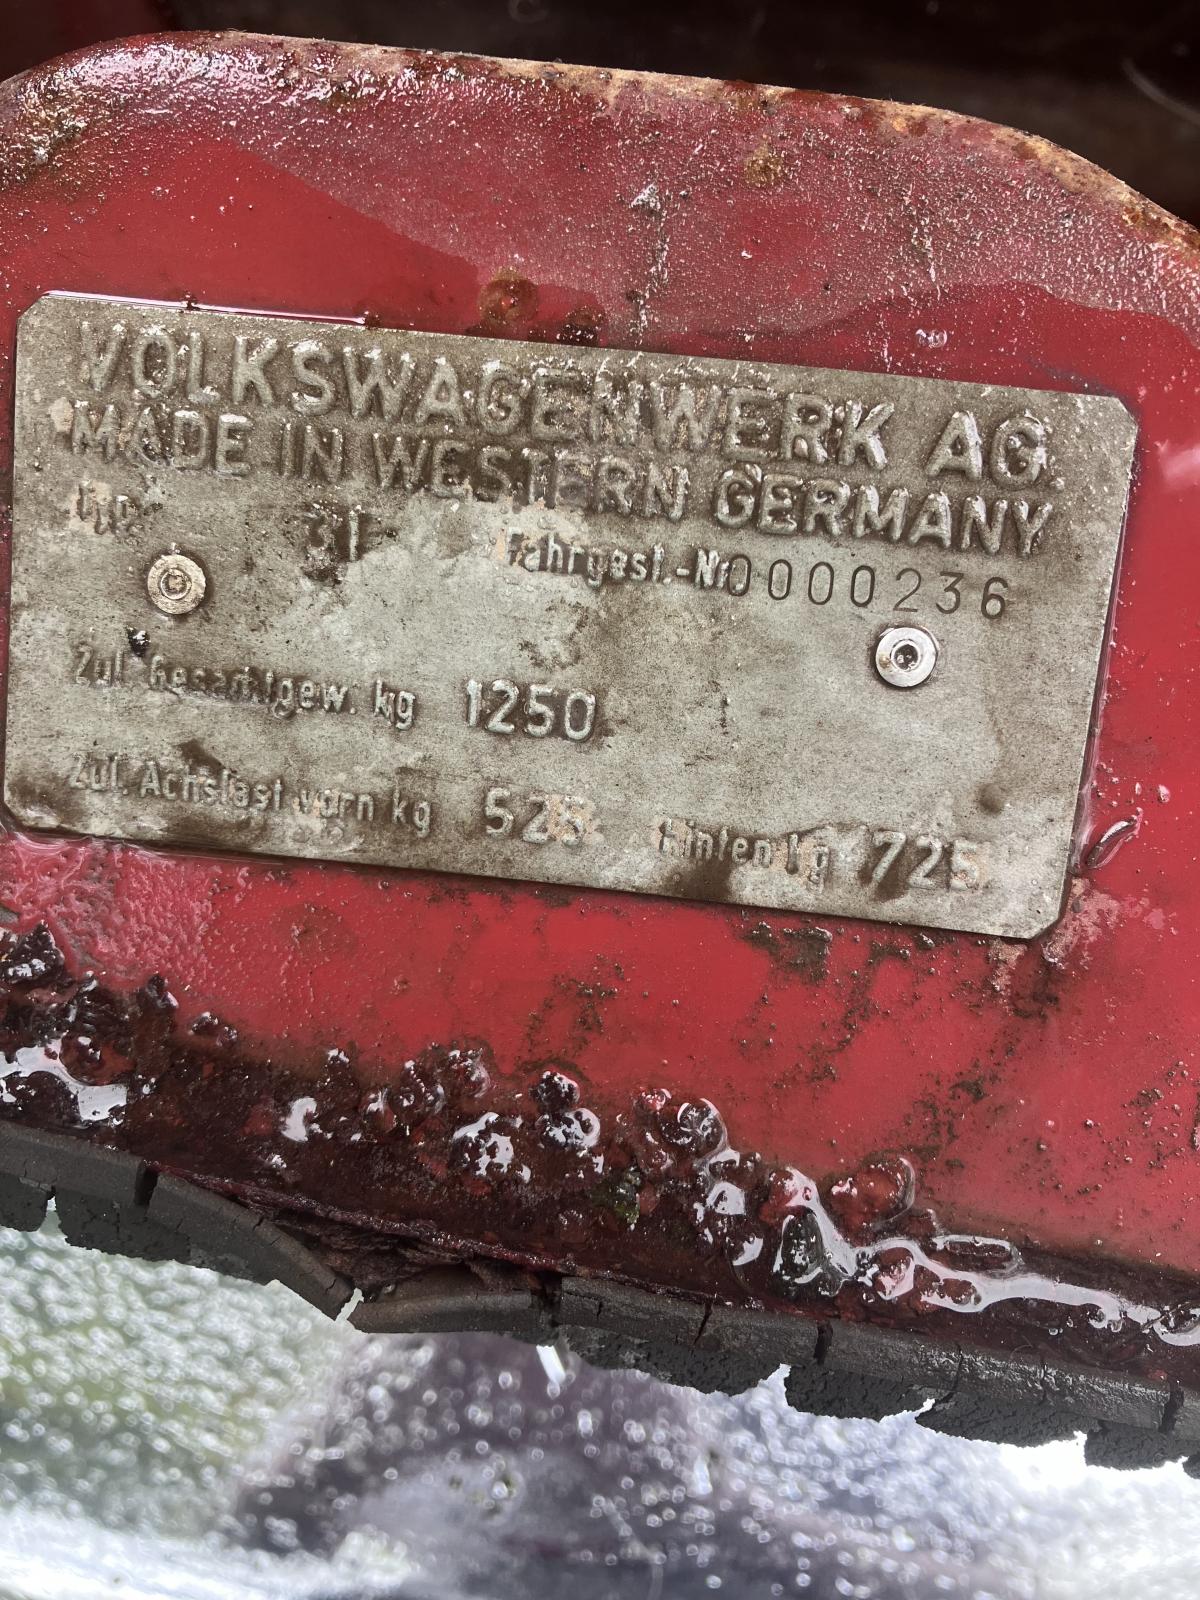 VOLKSWAGENWERK AG.
MADE IN WESTERN GERMANY
Typ 31 Fahrgest.-Nr. 0000236
Zul. Gesamtgew. kg 1250
Zul. Achslast vorn kg 525 hinten kg 725